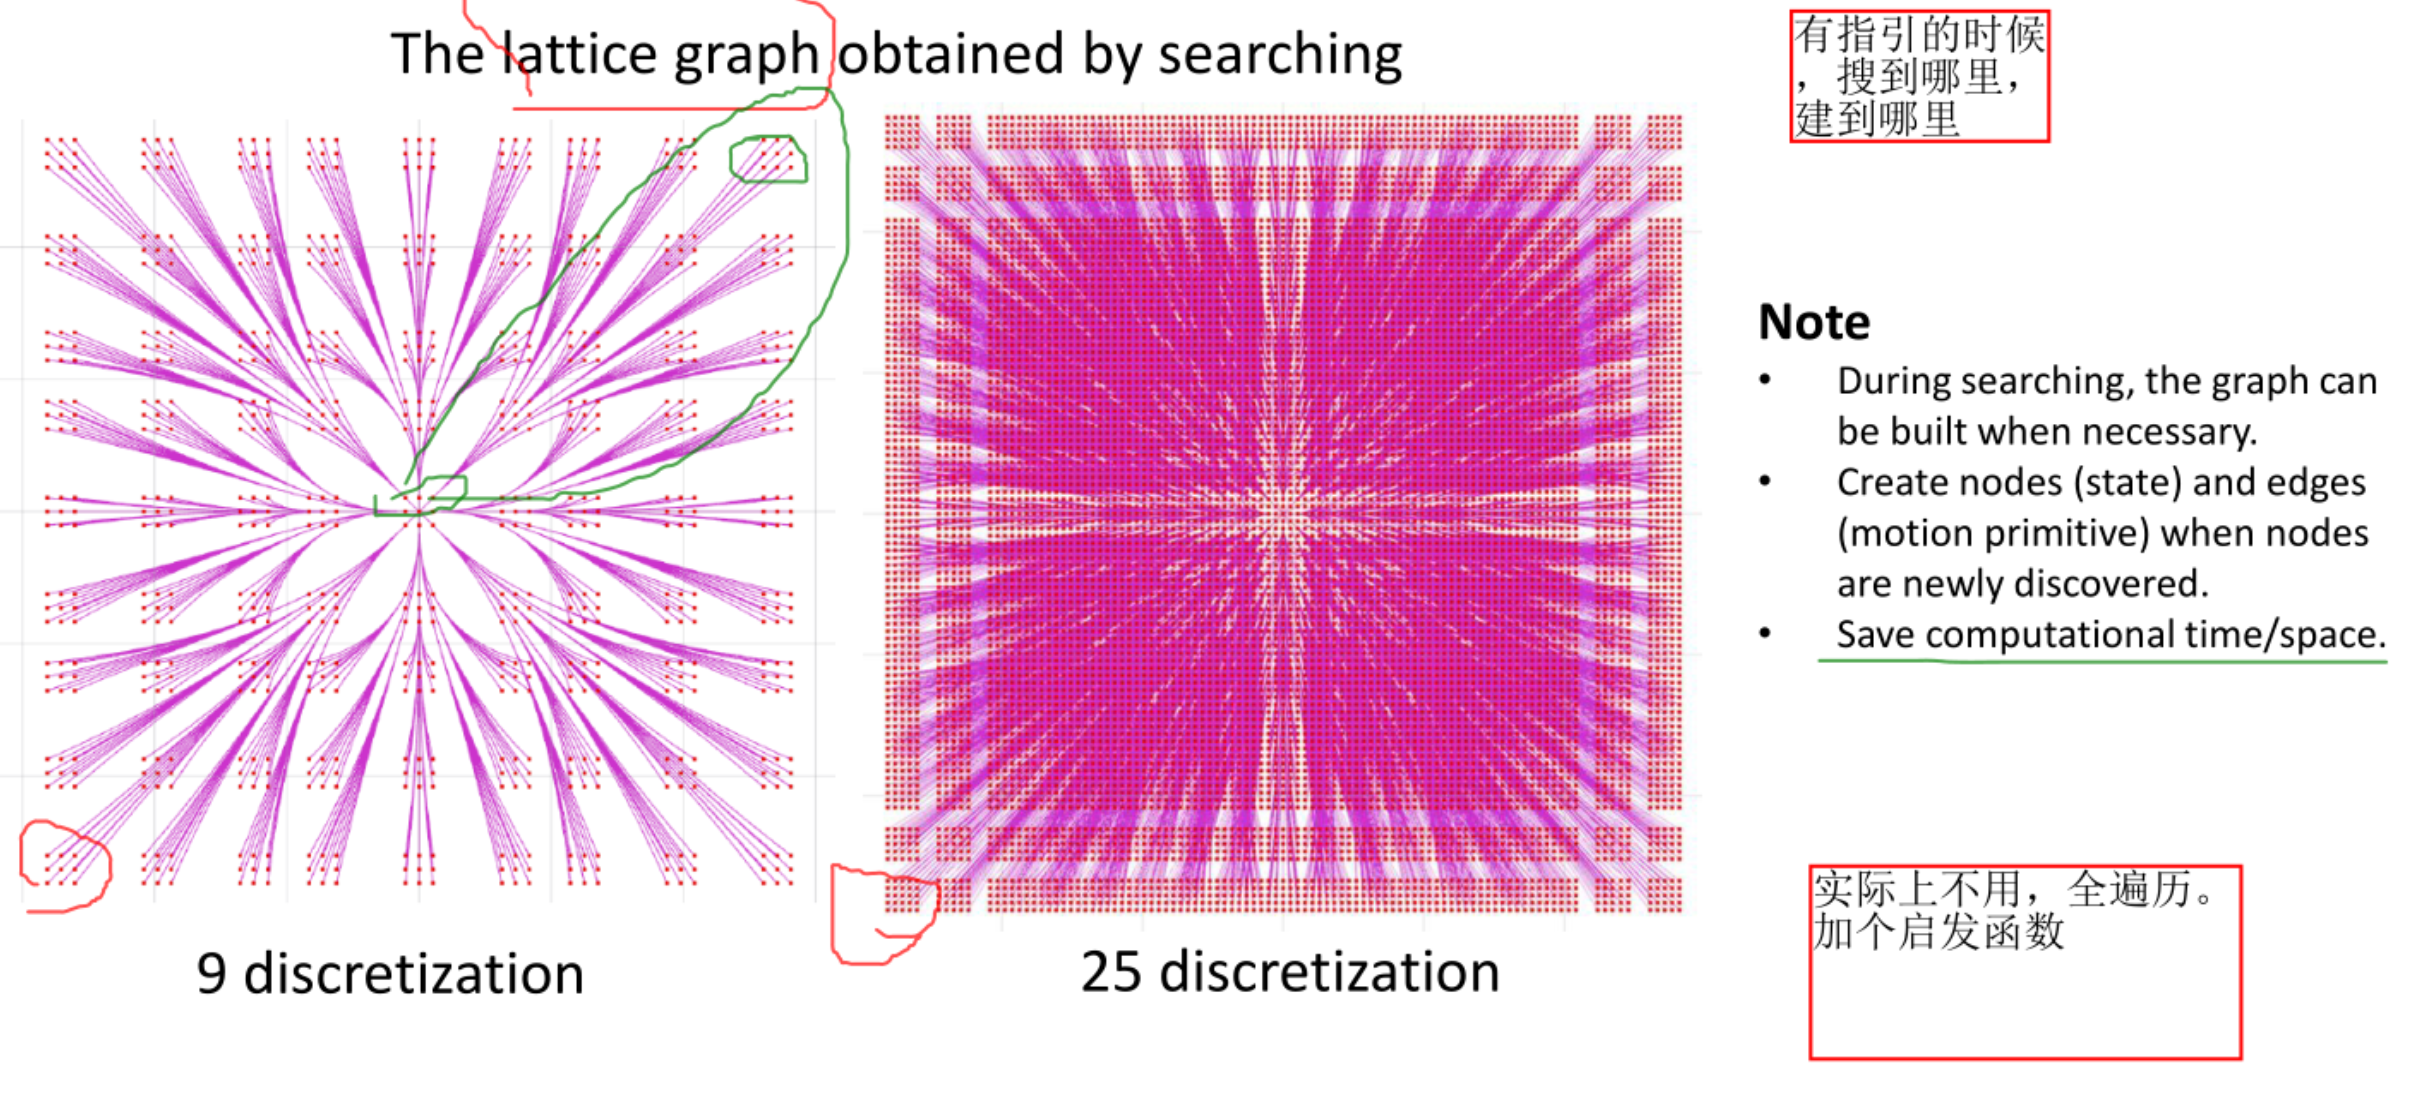 The lattice graph obtained by searching
有指引的时候
，搜到哪里，
建到哪里
Note
• During searching, the graph can
be built when necessary.
• Create nodes (state) and edges
(motion primitive) when nodes
are newly discovered.
• Save computational time/space.
实际上不用，全遍历。
加个启发函数
9 discretization
25 discretization